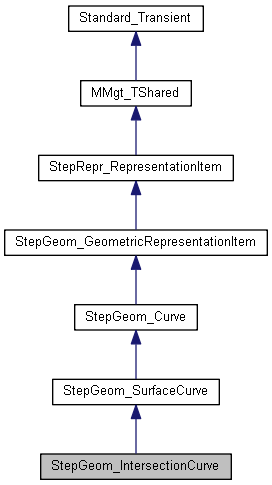 Standard_Transient
MMgt_TShared
StepRepr_RepresentationItem
StepGeom_GeometricRepresentationItem
StepGeom_Curve
StepGeom_SurfaceCurve
StepGeom_IntersectionCurve